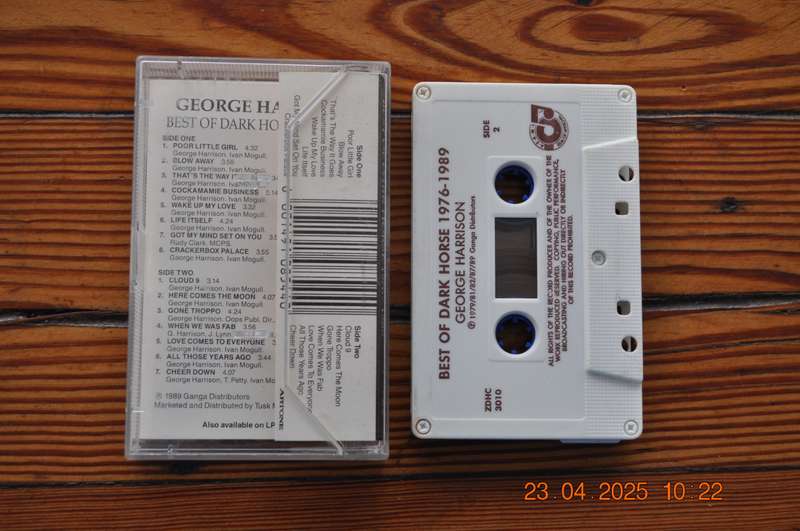 GEORGE HA
BEST OF DARK HO
SIDE ONE
1. POOR LITTLE GIRL 4.32
George Harrison, Ivan Mogull.
2. BLOW AWAY 3.56
George Harrison, Ivan Mogull.
3. THAT'S THE WAY I
George Harrison, Ivan Mogull
4. COCKAMAMIE BUSINESS 5.14
George Harrison, Ivan Mogull
5. WAKE UP MY LOVE 3.32
George Harrison, Ivan Mogull
6. LIFE ITSELF 4.24
George Harrison, Ivan Mogull
7. GOT MY MIND SET ON YOU
Rudy Clark, MCPS.
8. CRACKERBOX PALACE 3.55
George Harrison, Ivan Mogull.
SIDE TWO
1. CLOUD 9 3.14
George Harrison, Ivan Mogull
2. HERE COMES THE MOON 4.07
George Harrison, Ivan Mogull
3. GONE TROPPO 4.04
George Harrison, Oops Publ. Dir.
4. WHEN WE WAS FAB 3.56
G. Harrison, J. Lynn,
5. LOVE COMES TO EVERYONE
George Harrison, Ivan Mogull
6. ALL THOSE YEARS AGO 3.44
George Harrison, Ivan Mogull
7. CHEER DOWN 4.07
George Harrison, T. Petty, Ivan Mo
℗ 1989 Ganga Distributors
Marketed and Distributed by Tusk M
Also available on LP
Side One
Poor Little Girl
Blow Away
That's The Way It Goes
Cockamamie Business
Wake Up My Love
Life Itself
Got My Mind Set On You
Crackerbox Palace
Side Two
Cloud 9
Here Comes The Moon
Gone Troppo
When We Was Fab
Love Comes To Everyone
All Those Years Ago
Cheer Down
BEST OF DARK HORSE 1976-1989
GEORGE HARRISON
℗ 1979/81/82/87/89 Ganga Distributors
SIDE
2
ZDHC
3010
ALL RIGHTS OF THE RECORD PRODUCER AND OF THE OWNER OF THE
WORK REPRODUCED RESERVED. COPYING, PUBLIC PERFORMANCE,
BROADCASTING AND HIRING OUT DIRECTLY OR INDIRECTLY
OF THIS RECORD PROHIBITED.
23.04.2025 10:22